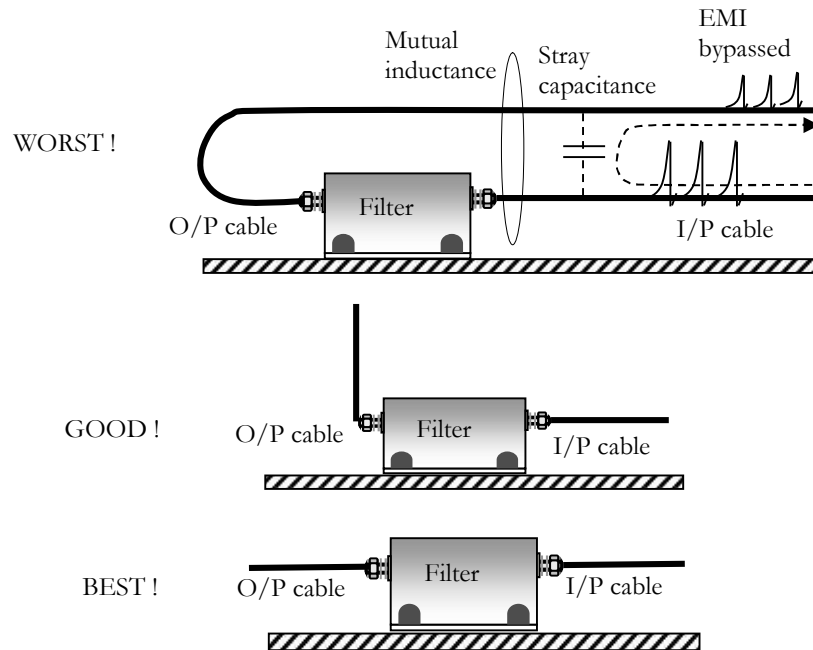 EMI
bypassed
Mutual
inductance
Stray
capacitance
WORST !
O/P cable
Filter
I/P cable
GOOD !
O/P cable
Filter
I/P cable
BEST !
O/P cable
Filter
I/P cable